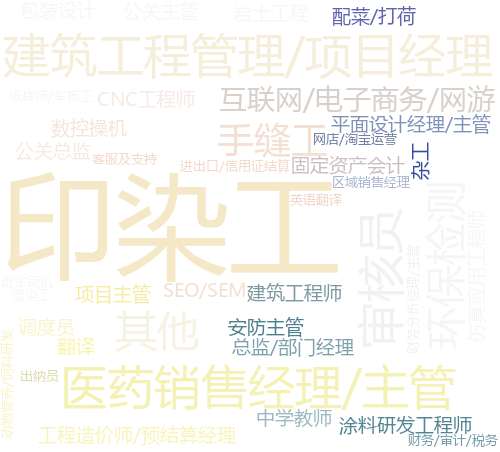 包装设计
公关主管
岩土工程
配菜/打荷
建筑工程管理/项目经理
CNC工程师
互联网/电子商务/网游
数控操机
手缝工
平面设计经理/主管
网店/淘宝运营
公关总监
客服及支持
进出口/信用证结算
固定资产会计
杂工
区域销售经理
印染工
英语翻译
审核员
环保检测
项目主管
SEO/SEM
建筑工程师
调度员
其他
安防主管
翻译
总监/部门经理
出纳员
医药销售经理/主管
中学教师
涂料研发工程师
工程造价师/预结算经理
财务/审计/税务
财务分析经理/主管